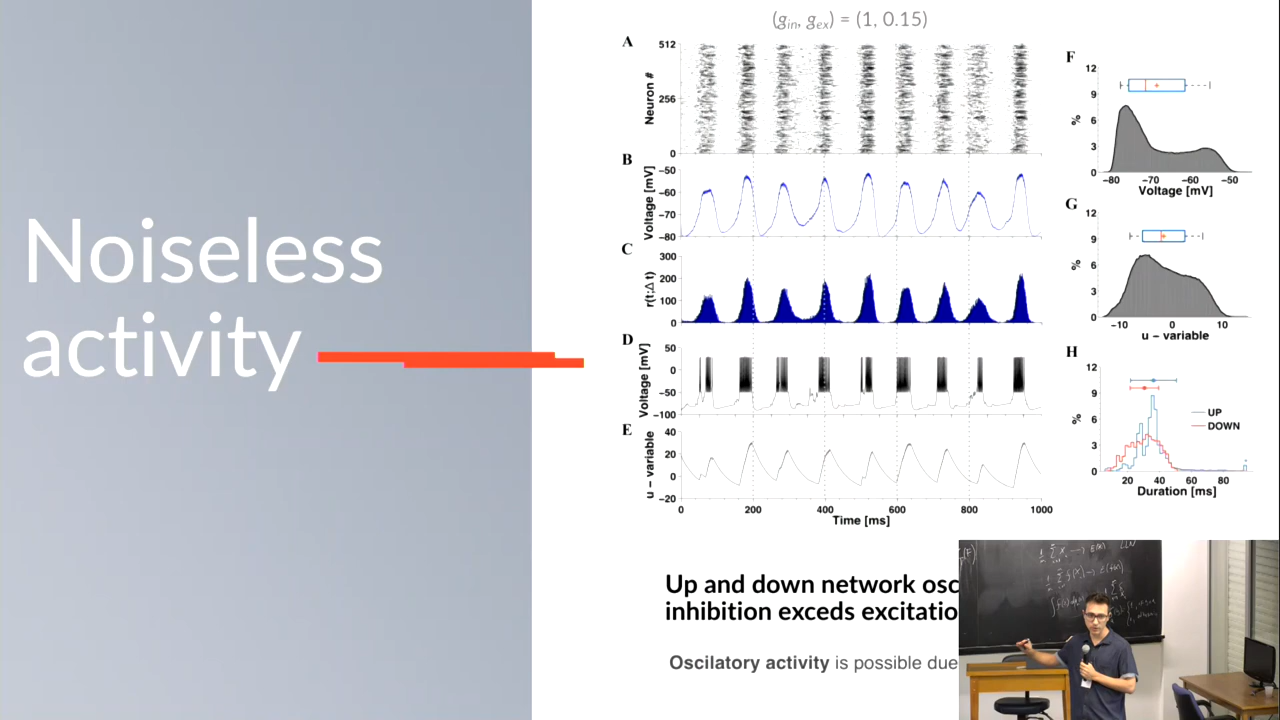 Noiseless
activity
(g_in, g_ex) = (1, 0.15)
A
512
256
0
Neuron #
B
−50
−60
−70
−80
Voltage [mV]
C
300
200
100
0
r(t;Δ t)
D
50
0
−50
−100
Voltage [mV]
E
40
20
0
−20
u − variable
0 200 400 600 800 1000
Time [ms]
F
12
9
6
3
0
%
−80 −70 −60 −50
Voltage [mV]
G
12
9
6
3
0
%
−10 0 10
u − variable
H
12
9
6
3
0
%
UP
DOWN
20 40 60 80
Duration [ms]
Up and down network osc
inhibition exceds excitatio
Oscilatory activity is possible due